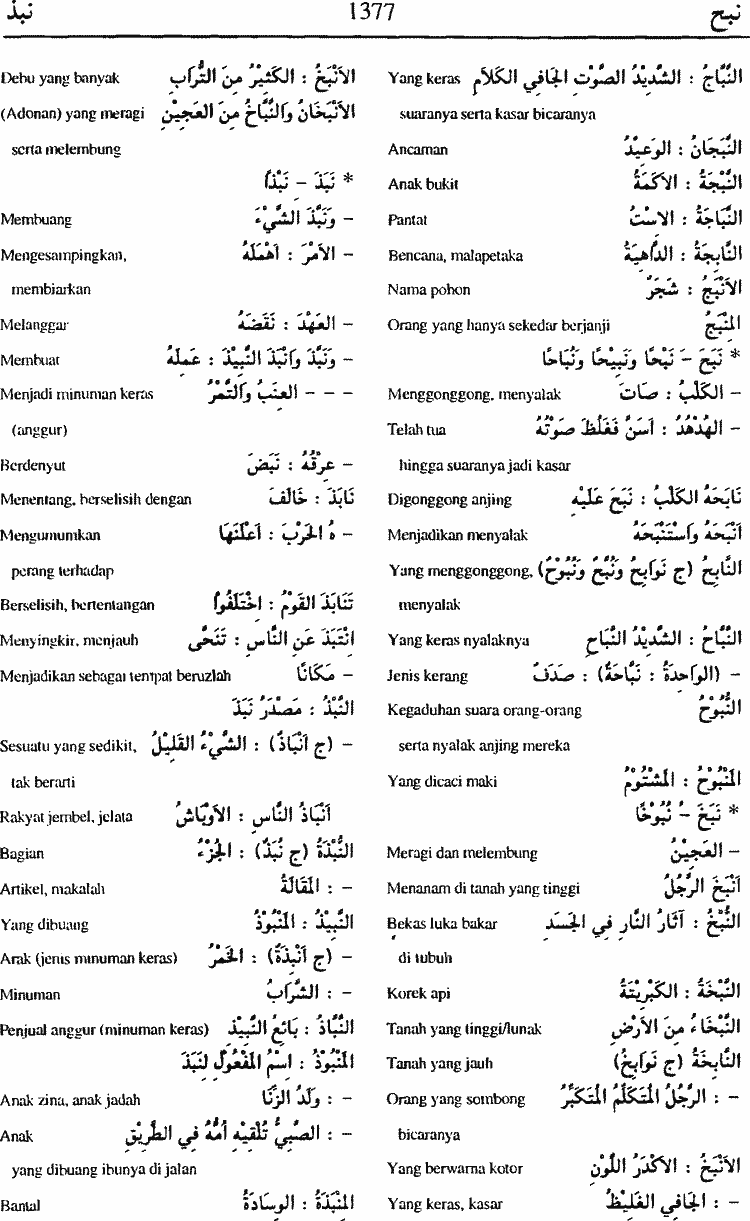 نبح 1377 نبذ
النَّبَّاجُ : الشَّدِيْدُ الصَّوْتِ الجَافِي الكَلاَمِ Yang keras
suaranya serta kasar bicaranya
النَّبَجَانُ : الوَعِيْدُ Ancaman
النَّبَجَةُ : الاَكَمَةُ Anak bukit
النَّبَّاجَةُ : الاسْتُ Pantat
النَّابِجَةُ : الدَّاهِيَةُ Bencana, malapetaka
الاَنْبَجُ : شَجَرٌ Nama pohon
المِنْبَجُ Orang yang hanya sekedar berjanji
* نَبَحَ - نَبْحًا وَنَبِيْحًا وَنُبَاحًا
- الكَلْبُ : صَاتَ Menggonggong, menyalak
- الهُدْهُدُ : اَسَنَّ فَغَلُظَ صَوْتُهُ Telah tua
hingga suaranya jadi kasar
نَابَحَهُ الكَلْبُ : نَبَحَ عَلَيْهِ Digonggong anjing
اَنْبَحَهُ وَاسْتَنْبَحَهُ Menjadikan menyalak
النَّابِحُ (ج نَوَابِحُ وَنُبَّحٌ وَنُبُوْحٌ) Yang menggonggong,
menyalak
النَّبَّاحُ : الشَّدِيْدُ النُّبَاحِ Yang keras nyalaknya
- (الوَاحِدَةُ : نَبَّاحَةٌ) : صَدَفٌ Jenis kerang
النُّبُوْحُ Kegaduhan suara orang-orang
serta nyalak anjing mereka
المَنْبُوْحُ : المَشْتُوْمُ Yang dicaci maki
* نَبَخَ - ُ نُبُوْخًا
- العَجِيْنُ Meragi dan melembung
اَنْبَخَ الرَّجُلُ Menanam di tanah yang tinggi
النَّبْخُ : آثَارُ النَّارِ فِي الجَسَدِ Bekas luka bakar
di tubuh
النَّبْخَةُ : الكِبْرِيْتَةُ Korek api
النَّبْخَاءُ مِنَ الاَرْضِ Tanah yang tinggi/lunak
النَّابِخَةُ (ج نَوَابِخُ) Tanah yang jauh
- : الرَّجُلُ المُتَكَلِّمُ المُتَكَبِّرُ Orang yang sombong
bicaranya
الاَنْبَخُ : الاَكْدَرُ اللَّوْنِ Yang berwarna kotor
- : الجَافِي الغَلِيْظُ Yang keras, kasar
الاَنْبَخُ : الكَثِيْرُ مِنَ التُّرَابِ Debu yang banyak
الاَنْبَخَانُ وَالنَّبَّاخُ مِنَ العَجِيْنِ (Adonan) yang meragi
serta melembung
* نَبَذَ - نَبْذًا
- وَنَبَّذَ الشَّيْءَ Membuang
- الاَمْرَ : اَهْمَلَهُ Mengesampingkan,
membiarkan
- العَهْدَ : نَقَضَهُ Melanggar
- وَنَبَّذَ وَاَنْبَذَ النَّبِيْذَ : عَمِلَهُ Membuat
- - - العِنَبُ وَالتَّمْرُ Menjadi minuman keras
(anggur)
- عِرْقُهُ : نَبَضَ Berdenyut
نَابَذَ : خَالَفَ Menentang, berselisih dengan
- هُ الحَرْبَ : اَعْلَنَهَا Mengumumkan
perang terhadap
تَنَابَذَ القَوْمُ : اخْتَلَفُوا Berselisih, bertentangan
انْتَبَذَ عَنِ النَّاسِ : تَنَحَّى Menyingkir, menjauh
- مَكَانًا Menjadikan sebagai tempat beruzlah
النَّبْذُ : مَصْدَرُ نَبَذَ
- (ج اَنْبَاذٌ) : الشَّيْءُ القَلِيْلُ Sesuatu yang sedikit,
tak berarti
اَنْبَاذُ النَّاسِ : الاَوْبَاشُ Rakyat jembel, jelata
النُّبْذَةُ (ج نُبَذٌ) : الجُزْءُ Bagian
- : المَقَالَةُ Artikel, makalah
النَّبِيْذُ : المَنْبُوْذُ Yang dibuang
- (ج اَنْبِذَةٌ) : الخَمْرُ Arak (jenis minuman keras)
- : الشَّرَابُ Minuman
النَّبَّاذُ : بَائِعُ النَّبِيْذِ Penjual anggur (minuman keras)
المَنْبُوْذُ : اسْمُ المَفْعُوْلِ لِنَبَذَ
- : وَلَدُ الزِّنَا Anak zina, anak jadah
- : الصَّبِيُّ تُلْقِيْهِ اُمُّهُ فِي الطَّرِيْقِ Anak
yang dibuang ibunya di jalan
المِنْبَذَةُ : الوِسَادَةُ Bantal